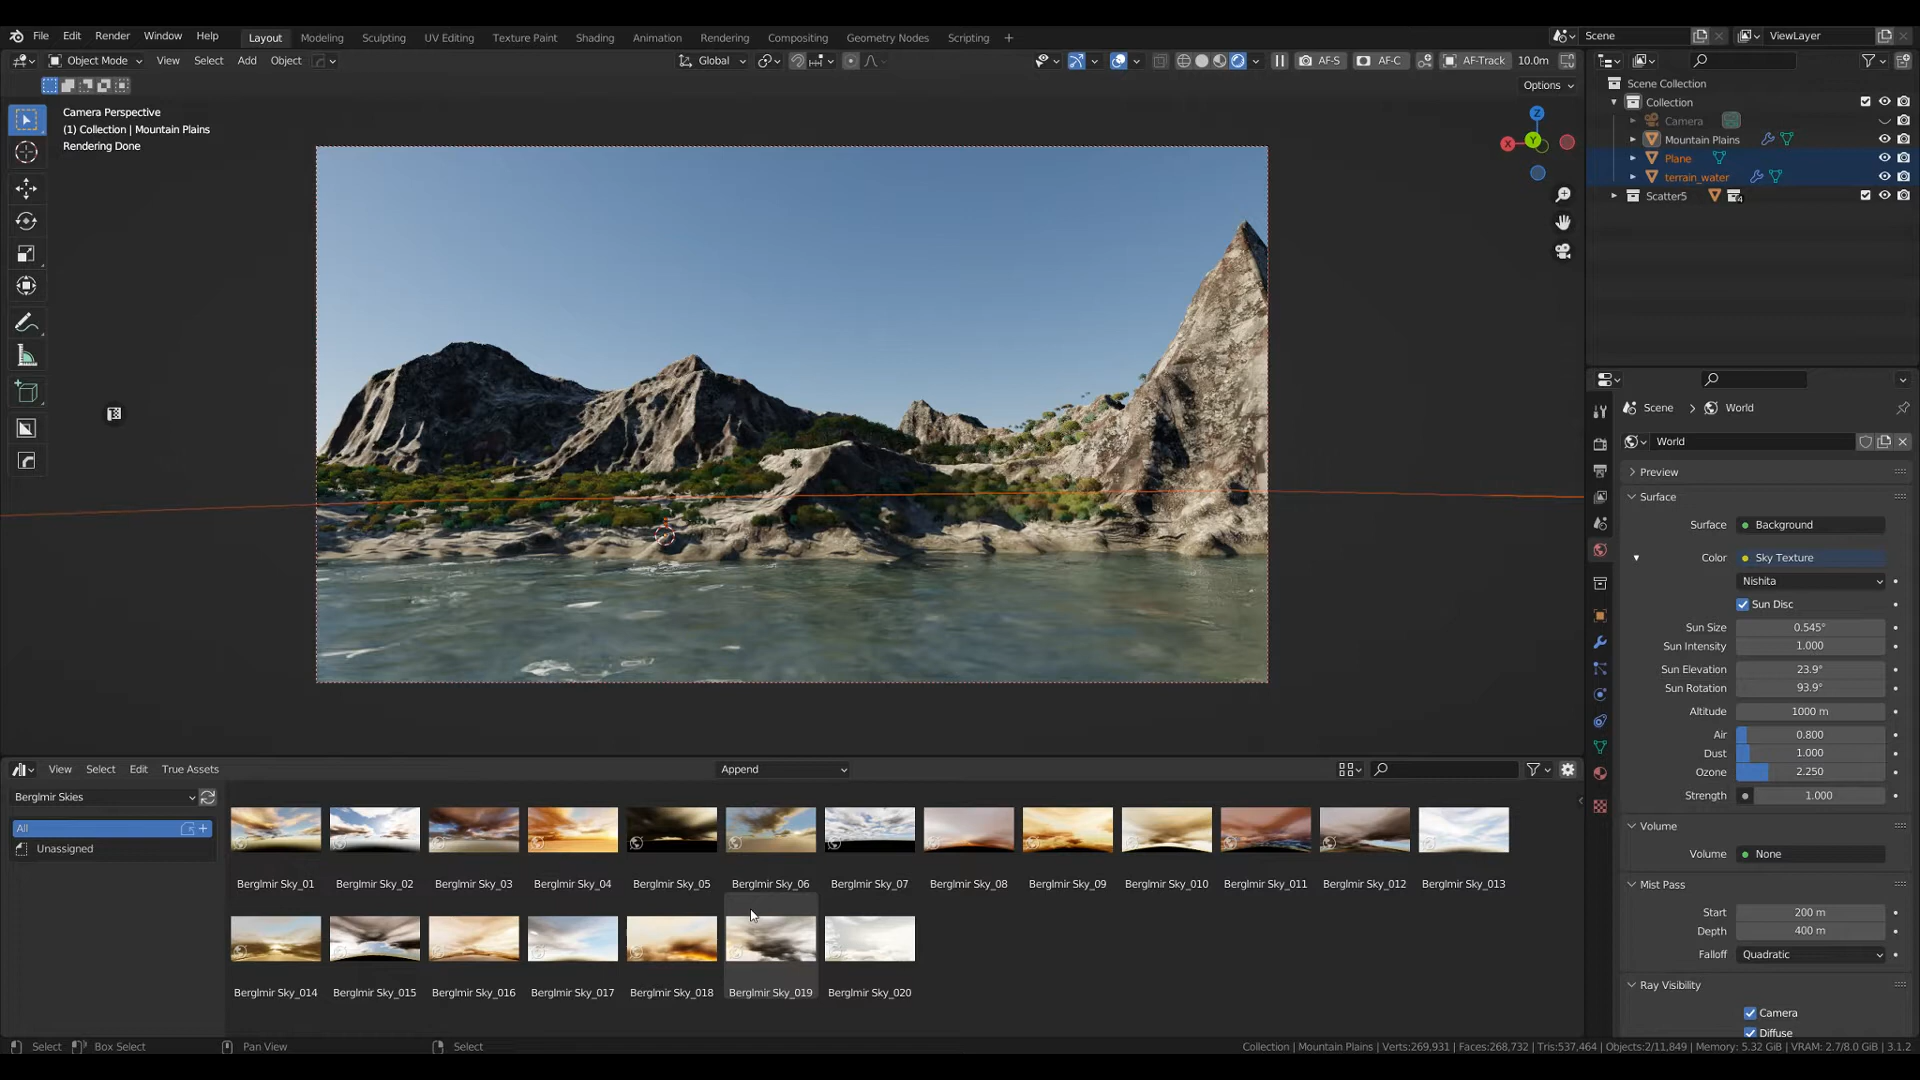 File Edit Render Window Help Layout Modeling Sculpting UV Editing Texture Paint Shading Animation Rendering Compositing Geometry Nodes Scripting + Scene ViewLayer
Object Mode View Select Add Object Global AF-S AF-C AF-Track 10.0m
Options
Camera Perspective
(1) Collection | Mountain Plains
Rendering Done
Z
X
Y
Scene Collection
Collection
Camera
Mountain Plains
Plane
terrain_water
Scatter5
4
Scene > World
World
Preview
Surface
Surface Background
Color Sky Texture
Nishita
Sun Disc
Sun Size 0.545°
Sun Intensity 1.000
Sun Elevation 23.9°
Sun Rotation 93.9°
Altitude 1000 m
Air 0.800
Dust 1.000
Ozone 2.250
Strength 1.000
Volume
Volume None
Mist Pass
Start 200 m
Depth 400 m
Falloff Quadratic
Ray Visibility
Camera
Diffuse
View Select Edit True Assets Append
Berglmir Skies
All
Unassigned
Berglmir Sky_01 Berglmir Sky_02 Berglmir Sky_03 Berglmir Sky_04 Berglmir Sky_05 Berglmir Sky_06 Berglmir Sky_07 Berglmir Sky_08 Berglmir Sky_09 Berglmir Sky_010 Berglmir Sky_011 Berglmir Sky_012 Berglmir Sky_013
Berglmir Sky_014 Berglmir Sky_015 Berglmir Sky_016 Berglmir Sky_017 Berglmir Sky_018 Berglmir Sky_019 Berglmir Sky_020
Select Box Select Pan View Select Collection | Mountain Plains | Verts:269,931 | Faces:268,732 | Tris:537,464 | Objects:2/11,849 | Memory: 5.32 GiB | VRAM: 2.7/8.0 GiB | 3.1.2